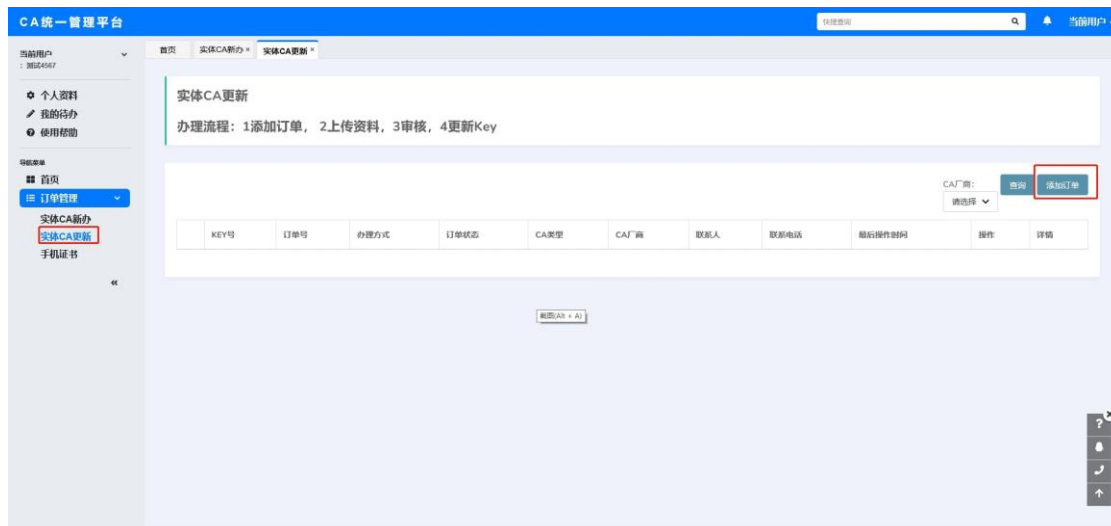 CA统一管理平台
快捷查询
当前用户
当前用户
: 测试4567
首页 实体CA新办 × 实体CA更新 ×
个人资料
我的待办
使用帮助
导航菜单
首页
订单管理
实体CA新办
实体CA更新
手机证书
实体CA更新
办理流程：1添加订单， 2上传资料，3审核，4更新Key
CA厂商：
请选择
查询
添加订单
KEY号 订单号 办理方式 订单状态 CA类型 CA厂商 联系人 联系电话 最后操作时间 操作 详情
截图(Alt + A)